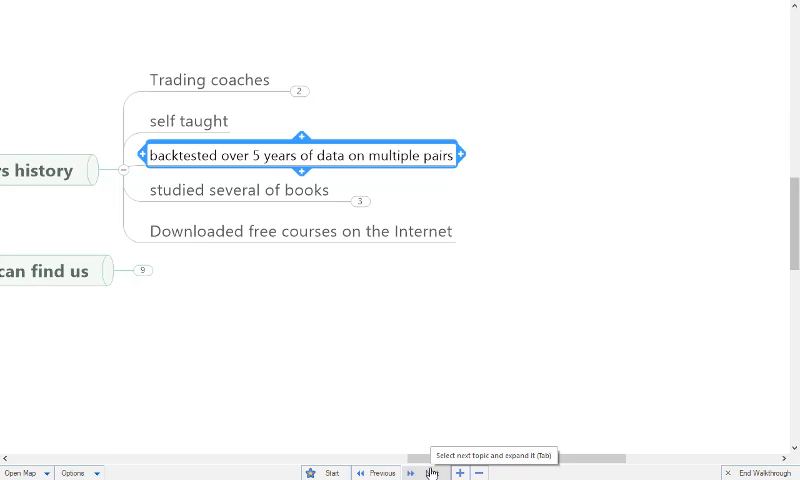 Trading coaches
2
self taught
s history
backtested over 5 years of data on multiple pairs
studied several of books
3
Downloaded free courses on the Internet
can find us
9
Select next topic and expand it (Tab)
Open Map
Options
Start
Previous
End Walkthrough